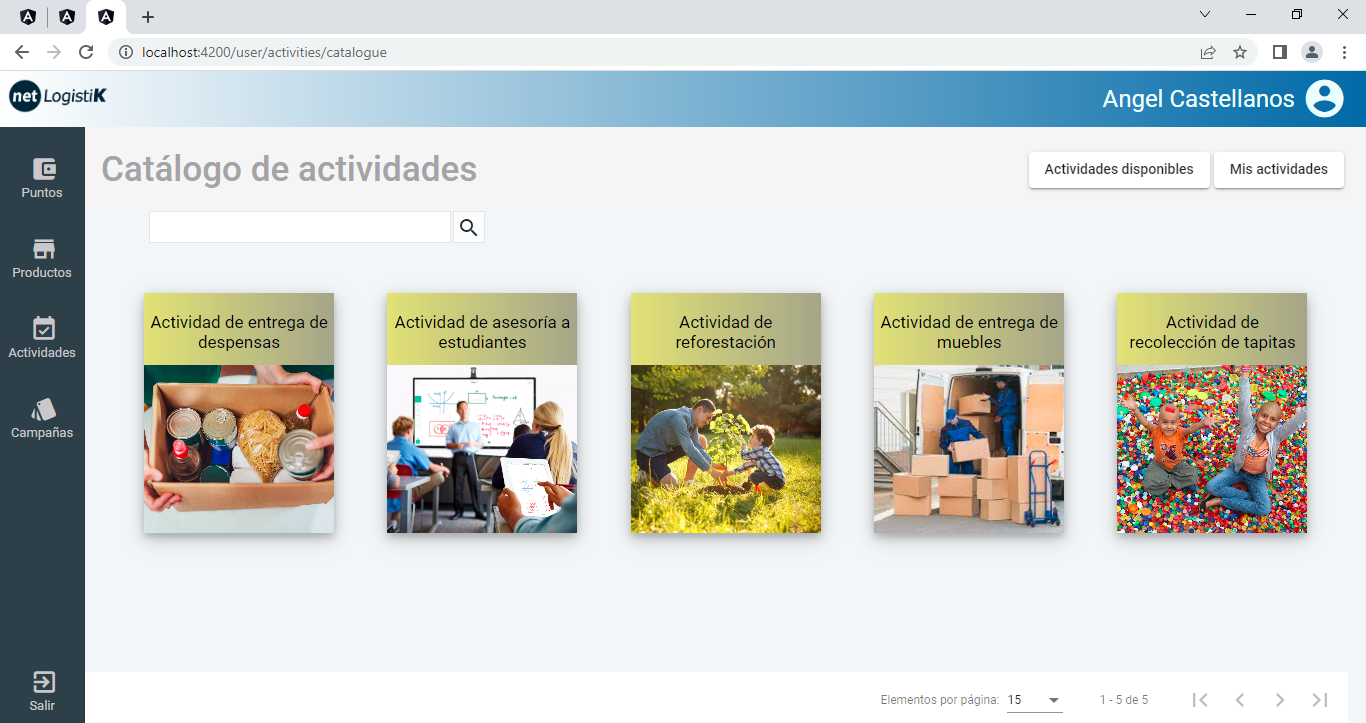 localhost:4200/user/activities/catalogue
net LogistiK
Angel Castellanos
Puntos
Productos
Actividades
Campañas
Salir
Catálogo de actividades
Actividades disponibles
Mis actividades
Actividad de entrega de
despensas
Actividad de asesoría a
estudiantes
Actividad de
reforestación
Actividad de entrega de
muebles
Actividad de
recolección de tapitas
Elementos por página:
15
1 - 5 de 5